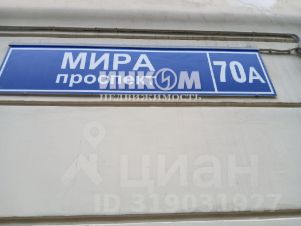 МИРА
проспект
70А
ИНКОМ
недвижимость
циан
ID 319031927